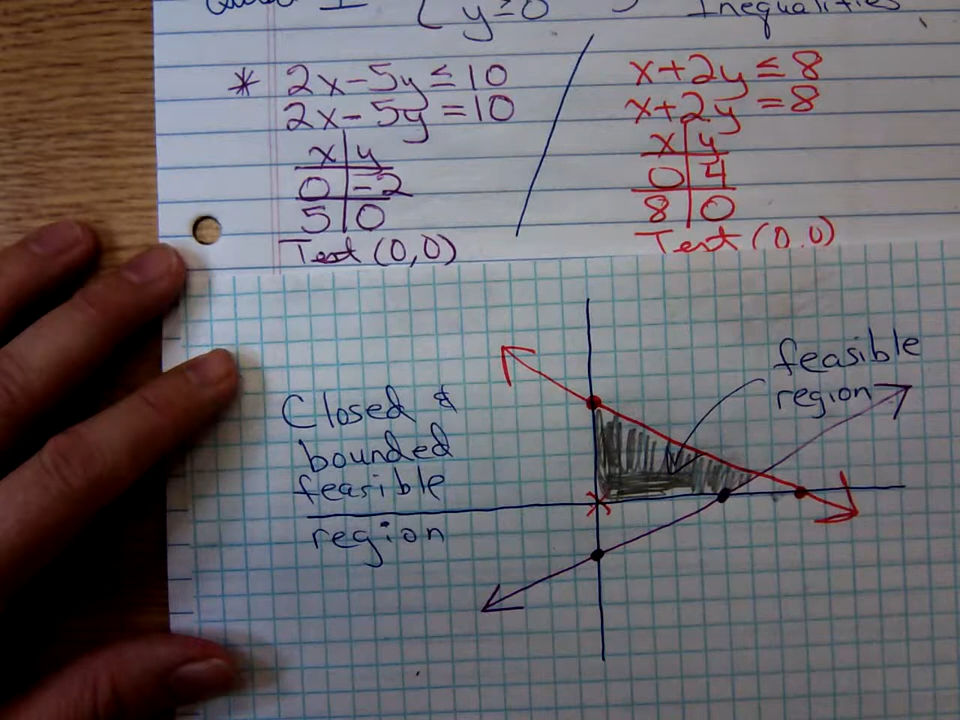 y≥0
Inequalities
* 2x-5y≤10
2x-5y=10
x y
0 -2
5 0
Test (0,0)
x+2y≤8
x+2y=8
x y
0 4
8 0
Test (0,0)
feasible
region
Closed &
bounded
feasible
region